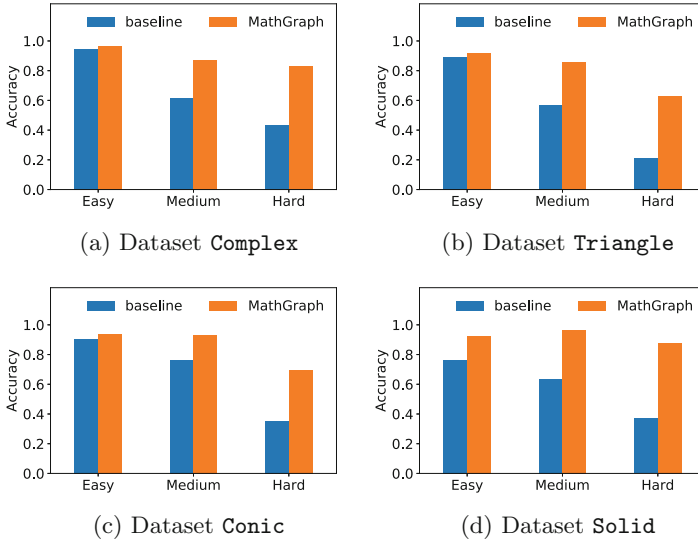 baseline MathGraph
1.0
0.8
0.6
0.4
0.2
0.0
Accuracy
Easy Medium Hard
(a) Dataset Complex
baseline MathGraph
1.0
0.8
0.6
0.4
0.2
0.0
Accuracy
Easy Medium Hard
(b) Dataset Triangle
baseline MathGraph
1.0
0.8
0.6
0.4
0.2
0.0
Accuracy
Easy Medium Hard
(c) Dataset Conic
baseline MathGraph
1.0
0.8
0.6
0.4
0.2
0.0
Accuracy
Easy Medium Hard
(d) Dataset Solid